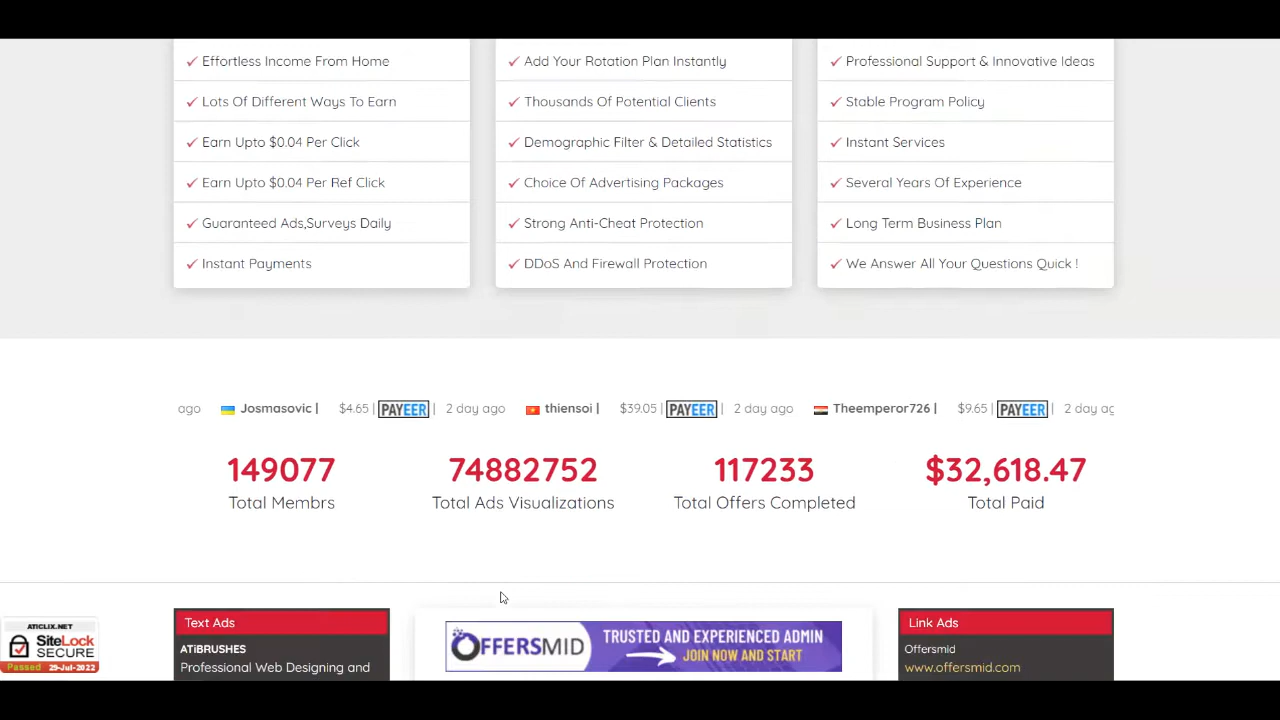 ✓ Effortless Income From Home
✓ Lots Of Different Ways To Earn
✓ Earn Upto $0.04 Per Click
✓ Earn Upto $0.04 Per Ref Click
✓ Guaranteed Ads,Surveys Daily
✓ Instant Payments
✓ Add Your Rotation Plan Instantly
✓ Thousands Of Potential Clients
✓ Demographic Filter & Detailed Statistics
✓ Choice Of Advertising Packages
✓ Strong Anti-Cheat Protection
✓ DDoS And Firewall Protection
✓ Professional Support & Innovative Ideas
✓ Stable Program Policy
✓ Instant Services
✓ Several Years Of Experience
✓ Long Term Business Plan
✓ We Answer All Your Questions Quick !
ago Josmasovic | $4.65 | PAYEER | 2 day ago thiensoi | $39.05 | PAYEER | 2 day ago Theemperor726 | $9.65 | PAYEER | 2 day ag
149077
Total Membrs
74882752
Total Ads Visualizations
117233
Total Offers Completed
$32,618.47
Total Paid
ATICLIX.NET
SiteLock
SECURE
Passed 29-Jul-2022
Text Ads
ATiBRUSHES
Professional Web Designing and
OFFERSMID
TRUSTED AND EXPERIENCED ADMIN
JOIN NOW AND START
Link Ads
Offersmid
www.offersmid.com